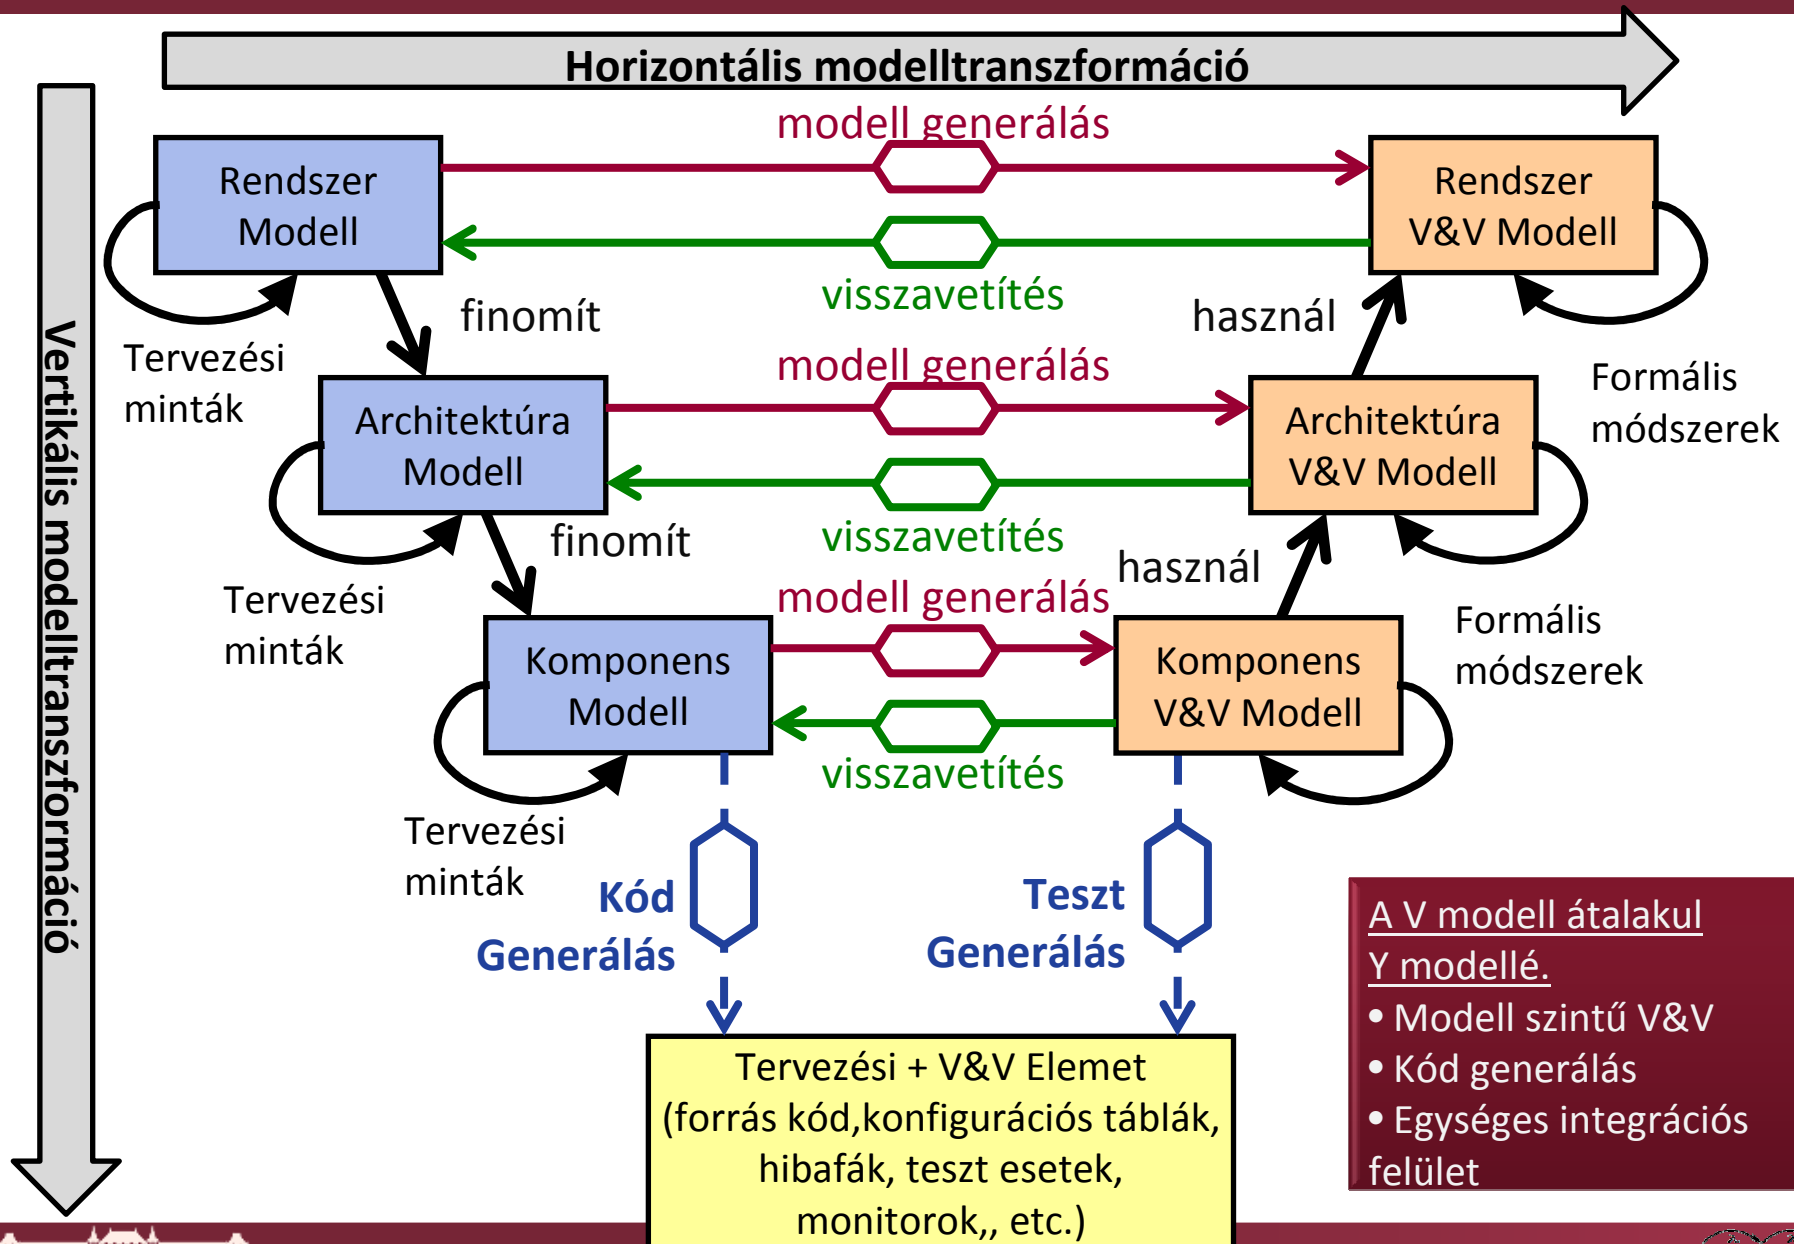 Horizontális modelltranszformáció
Vertikális modelltranszformáció
modell generálás
Rendszer
Modell
Rendszer
V&V Modell
visszavetítés
finomít
használ
Tervezési
minták
modell generálás
Formális
módszerek
Architektúra
Modell
Architektúra
V&V Modell
visszavetítés
finomít
használ
Tervezési
minták
modell generálás
Formális
módszerek
Komponens
Modell
Komponens
V&V Modell
visszavetítés
Tervezési
minták
Kód
Generálás
Teszt
Generálás
A V modell átalakul
Y modellé.
• Modell szintű V&V
• Kód generálás
• Egységes integrációs
felület
Tervezési + V&V Elemet
(forrás kód,konfigurációs táblák,
hibafák, teszt esetek,
monitorok,, etc.)